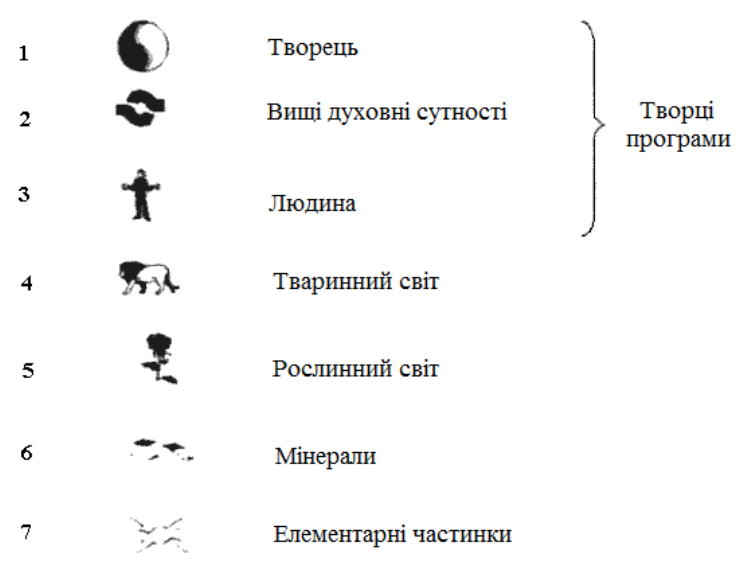 1 Творець
2 Вищі духовні сутності
3 Людина
Творці
програми
4 Тваринний світ
5 Рослинний світ
6 Мінерали
7 Елементарні частинки